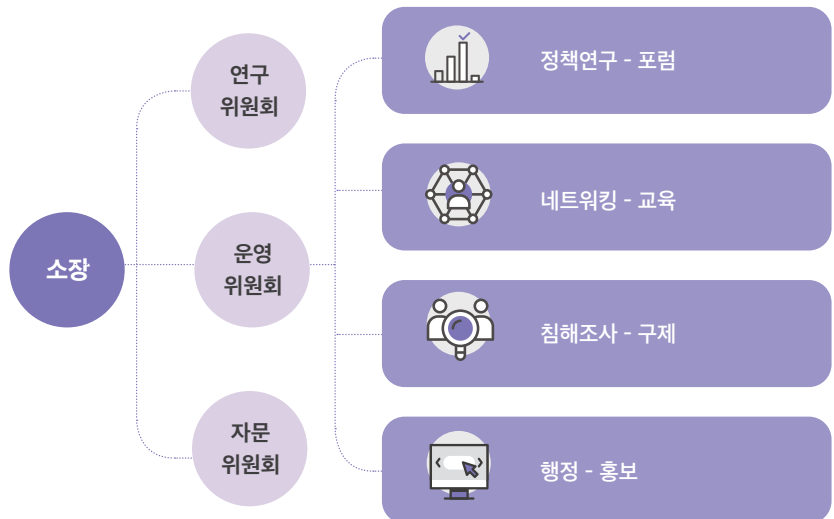 소장
연구
위원회
운영
위원회
자문
위원회
정책연구 - 포럼
네트워킹 - 교육
침해조사 - 구제
행정 - 홍보